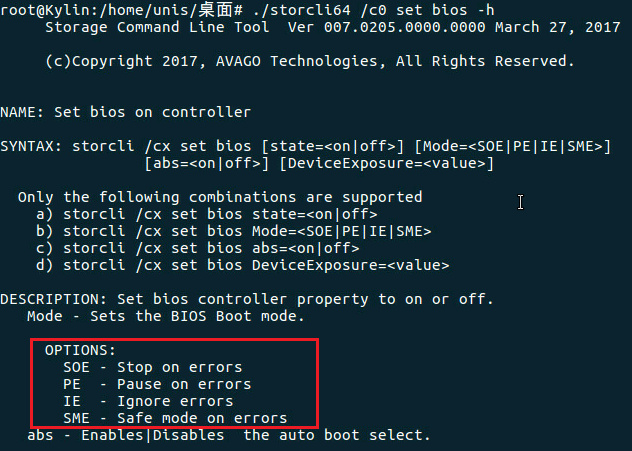 root@Kylin:/home/unis/桌面# ./storcli64 /c0 set bios -h
Storage Command Line Tool  Ver 007.0205.0000.0000 March 27, 2017
(c)Copyright 2017, AVAGO Technologies, All Rights Reserved.
NAME: Set bios on controller
SYNTAX: storcli /cx set bios [state=<on|off>] [Mode=<SOE|PE|IE|SME>]
[abs=<on|off>] [DeviceExposure=<value>]
Only the following combinations are supported
a) storcli /cx set bios state=<on|off>
b) storcli /cx set bios Mode=<SOE|PE|IE|SME>
c) storcli /cx set bios abs=<on|off>
d) storcli /cx set bios DeviceExposure=<value>
DESCRIPTION: Set bios controller property to on or off.
Mode - Sets the BIOS Boot mode.
OPTIONS:
SOE - Stop on errors
PE  - Pause on errors
IE  - Ignore errors
SME - Safe mode on errors
abs - Enables|Disables  the auto boot select.